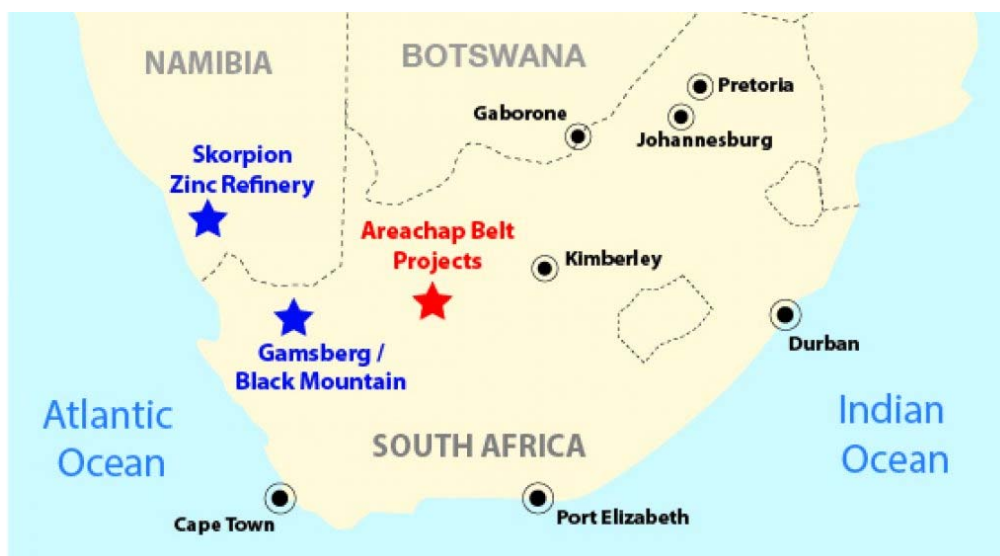 NAMIBIA
BOTSWANA
Pretoria
Gaborone
Johannesburg
Skorpion
Zinc Refinery
Areachap Belt
Projects
Kimberley
Gamsberg /
Black Mountain
Durban
Atlantic
Ocean
Indian
Ocean
SOUTH AFRICA
Cape Town
Port Elizabeth